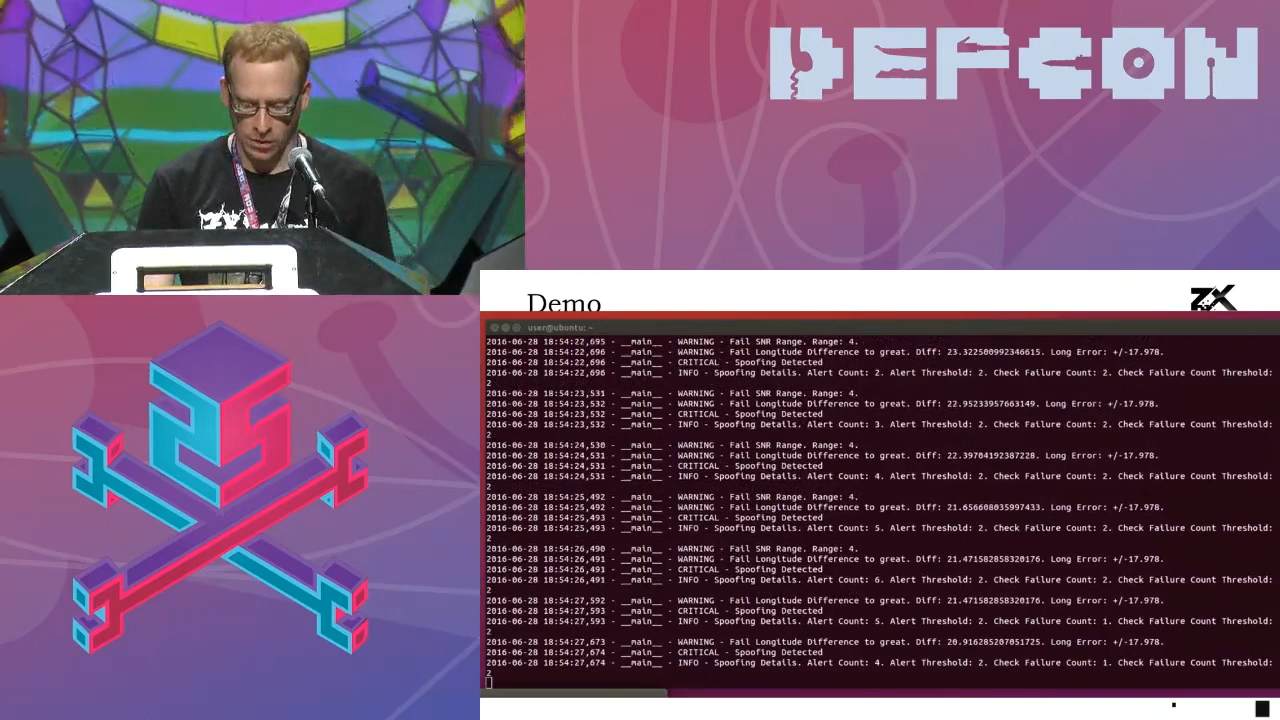 DEFCON
Demo
ZX
user@ubuntu: ~
2016-06-28 18:54:22,695 - __main__ - WARNING - Fail SNR Range. Range: 4.
2016-06-28 18:54:22,696 - __main__ - WARNING - Fail Longitude Difference to great. Diff: 23.322500992346615. Long Error: +/-17.978.
2016-06-28 18:54:22,696 - __main__ - CRITICAL - Spoofing Detected
2016-06-28 18:54:22,696 - __main__ - INFO - Spoofing Details. Alert Count: 2. Alert Threshold: 2. Check Failure Count: 2. Check Failure Count Threshold:
2
2016-06-28 18:54:23,531 - __main__ - WARNING - Fail SNR Range. Range: 4.
2016-06-28 18:54:23,532 - __main__ - WARNING - Fail Longitude Difference to great. Diff: 22.95233957663149. Long Error: +/-17.978.
2016-06-28 18:54:23,532 - __main__ - CRITICAL - Spoofing Detected
2016-06-28 18:54:23,532 - __main__ - INFO - Spoofing Details. Alert Count: 3. Alert Threshold: 2. Check Failure Count: 2. Check Failure Count Threshold:
2
2016-06-28 18:54:24,530 - __main__ - WARNING - Fail SNR Range. Range: 4.
2016-06-28 18:54:24,531 - __main__ - WARNING - Fail Longitude Difference to great. Diff: 22.39704192387228. Long Error: +/-17.978.
2016-06-28 18:54:24,531 - __main__ - CRITICAL - Spoofing Detected
2016-06-28 18:54:24,531 - __main__ - INFO - Spoofing Details. Alert Count: 4. Alert Threshold: 2. Check Failure Count: 2. Check Failure Count Threshold:
2
2016-06-28 18:54:25,492 - __main__ - WARNING - Fail SNR Range. Range: 4.
2016-06-28 18:54:25,492 - __main__ - WARNING - Fail Longitude Difference to great. Diff: 21.656608035997433. Long Error: +/-17.978.
2016-06-28 18:54:25,493 - __main__ - CRITICAL - Spoofing Detected
2016-06-28 18:54:25,493 - __main__ - INFO - Spoofing Details. Alert Count: 5. Alert Threshold: 2. Check Failure Count: 2. Check Failure Count Threshold:
2
2016-06-28 18:54:26,490 - __main__ - WARNING - Fail SNR Range. Range: 4.
2016-06-28 18:54:26,491 - __main__ - WARNING - Fail Longitude Difference to great. Diff: 21.471582858320176. Long Error: +/-17.978.
2016-06-28 18:54:26,491 - __main__ - CRITICAL - Spoofing Detected
2016-06-28 18:54:26,491 - __main__ - INFO - Spoofing Details. Alert Count: 6. Alert Threshold: 2. Check Failure Count: 2. Check Failure Count Threshold:
2
2016-06-28 18:54:27,592 - __main__ - WARNING - Fail Longitude Difference to great. Diff: 21.471582858320176. Long Error: +/-17.978.
2016-06-28 18:54:27,593 - __main__ - CRITICAL - Spoofing Detected
2016-06-28 18:54:27,593 - __main__ - INFO - Spoofing Details. Alert Count: 5. Alert Threshold: 2. Check Failure Count: 1. Check Failure Count Threshold:
2
2016-06-28 18:54:27,673 - __main__ - WARNING - Fail Longitude Difference to great. Diff: 20.916285207051725. Long Error: +/-17.978.
2016-06-28 18:54:27,674 - __main__ - CRITICAL - Spoofing Detected
2016-06-28 18:54:27,674 - __main__ - INFO - Spoofing Details. Alert Count: 4. Alert Threshold: 2. Check Failure Count: 1. Check Failure Count Threshold:
2